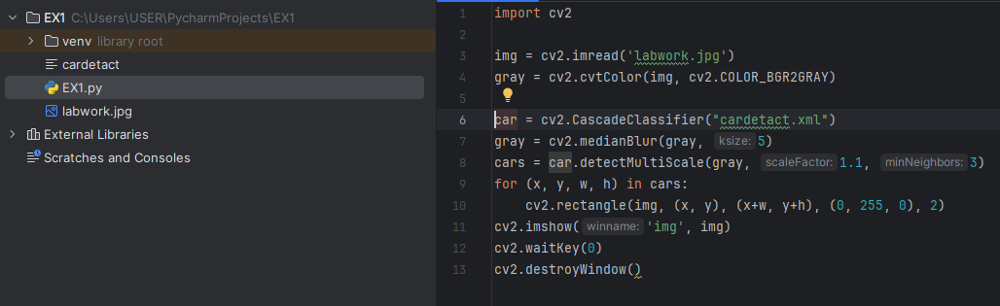 EX1 C:\Users\USER\PycharmProjects\EX1
venv library root
cardetact
EX1.py
labwork.jpg
External Libraries
Scratches and Consoles
1 import cv2
2
3 img = cv2.imread('labwork.jpg')
4 gray = cv2.cvtColor(img, cv2.COLOR_BGR2GRAY)
5
6 car = cv2.CascadeClassifier("cardetact.xml")
7 gray = cv2.medianBlur(gray, ksize: 5)
8 cars = car.detectMultiScale(gray, scaleFactor: 1.1, minNeighbors: 3)
9 for (x, y, w, h) in cars:
10     cv2.rectangle(img, (x, y), (x+w, y+h), (0, 255, 0), 2)
11 cv2.imshow( winname: 'img', img)
12 cv2.waitKey(0)
13 cv2.destroyWindow()